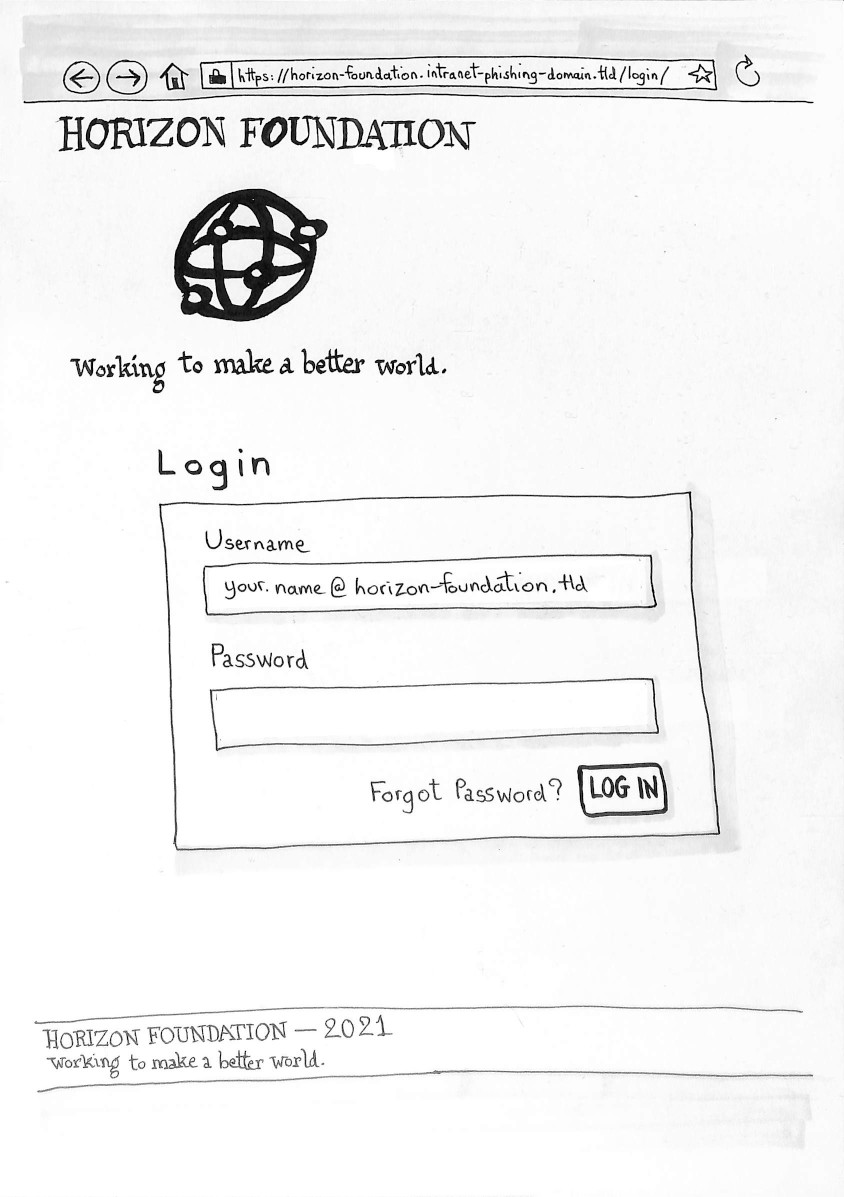 https://horizon-foundation.intranet-phishing-domain.tld/login/
HORIZON FOUNDATION
Working to make a better world.
Login
Username
your.name@horizon-foundation.tld
Password
Forgot Password? LOG IN
HORIZON FOUNDATION — 2021
Working to make a better world.